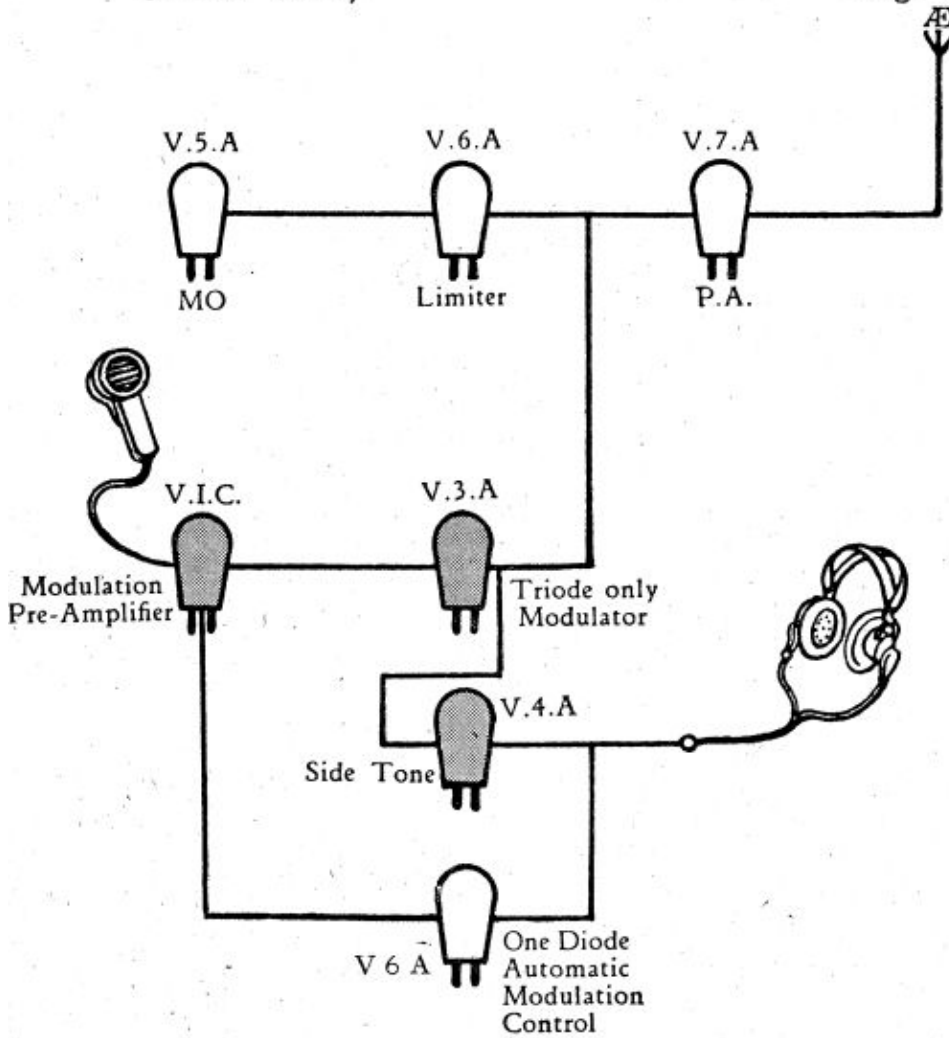 Æ
V.5.A
V.6.A
V.7.A
MO
Limiter
P.A.
V.I.C.
V.3.A
Modulation
Pre-Amplifier
Triode only
Modulator
V.4.A
Side Tone
V 6 A
One Diode
Automatic
Modulation
Control